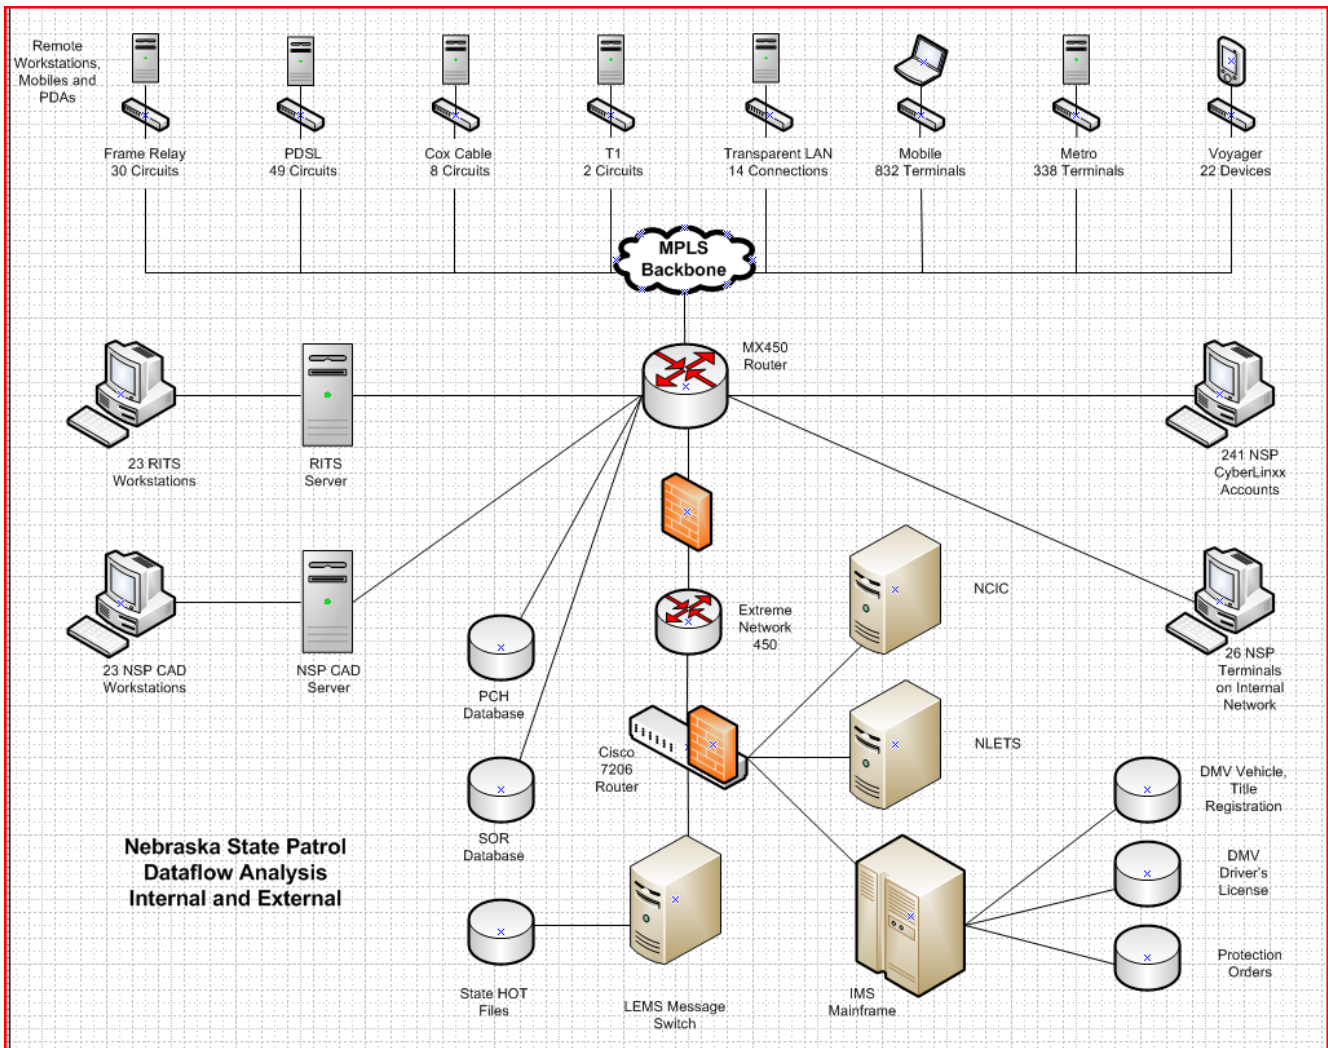 Remote
Workstations,
Mobiles and
PDAs
Frame Relay
30 Circuits
PDSL
49 Circuits
Cox Cable
8 Circuits
T1
2 Circuits
Transparent LAN
14 Connections
Mobile
832 Terminals
Metro
338 Terminals
Voyager
22 Devices
MPLS
Backbone
MX450
Router
23 RITS
Workstations
RITS
Server
241 NSP
CyberLinxx
Accounts
23 NSP CAD
Workstations
NSP CAD
Server
PCH
Database
Extreme
Network
450
NCIC
26 NSP
Terminals
on Internal
Network
Cisco
7206
Router
NLETS
SOR
Database
DMV Vehicle,
Title
Registration
DMV
Driver's
License
Protection
Orders
Nebraska State Patrol
Dataflow Analysis
Internal and External
State HOT
Files
LEMS Message
Switch
IMS
Mainframe